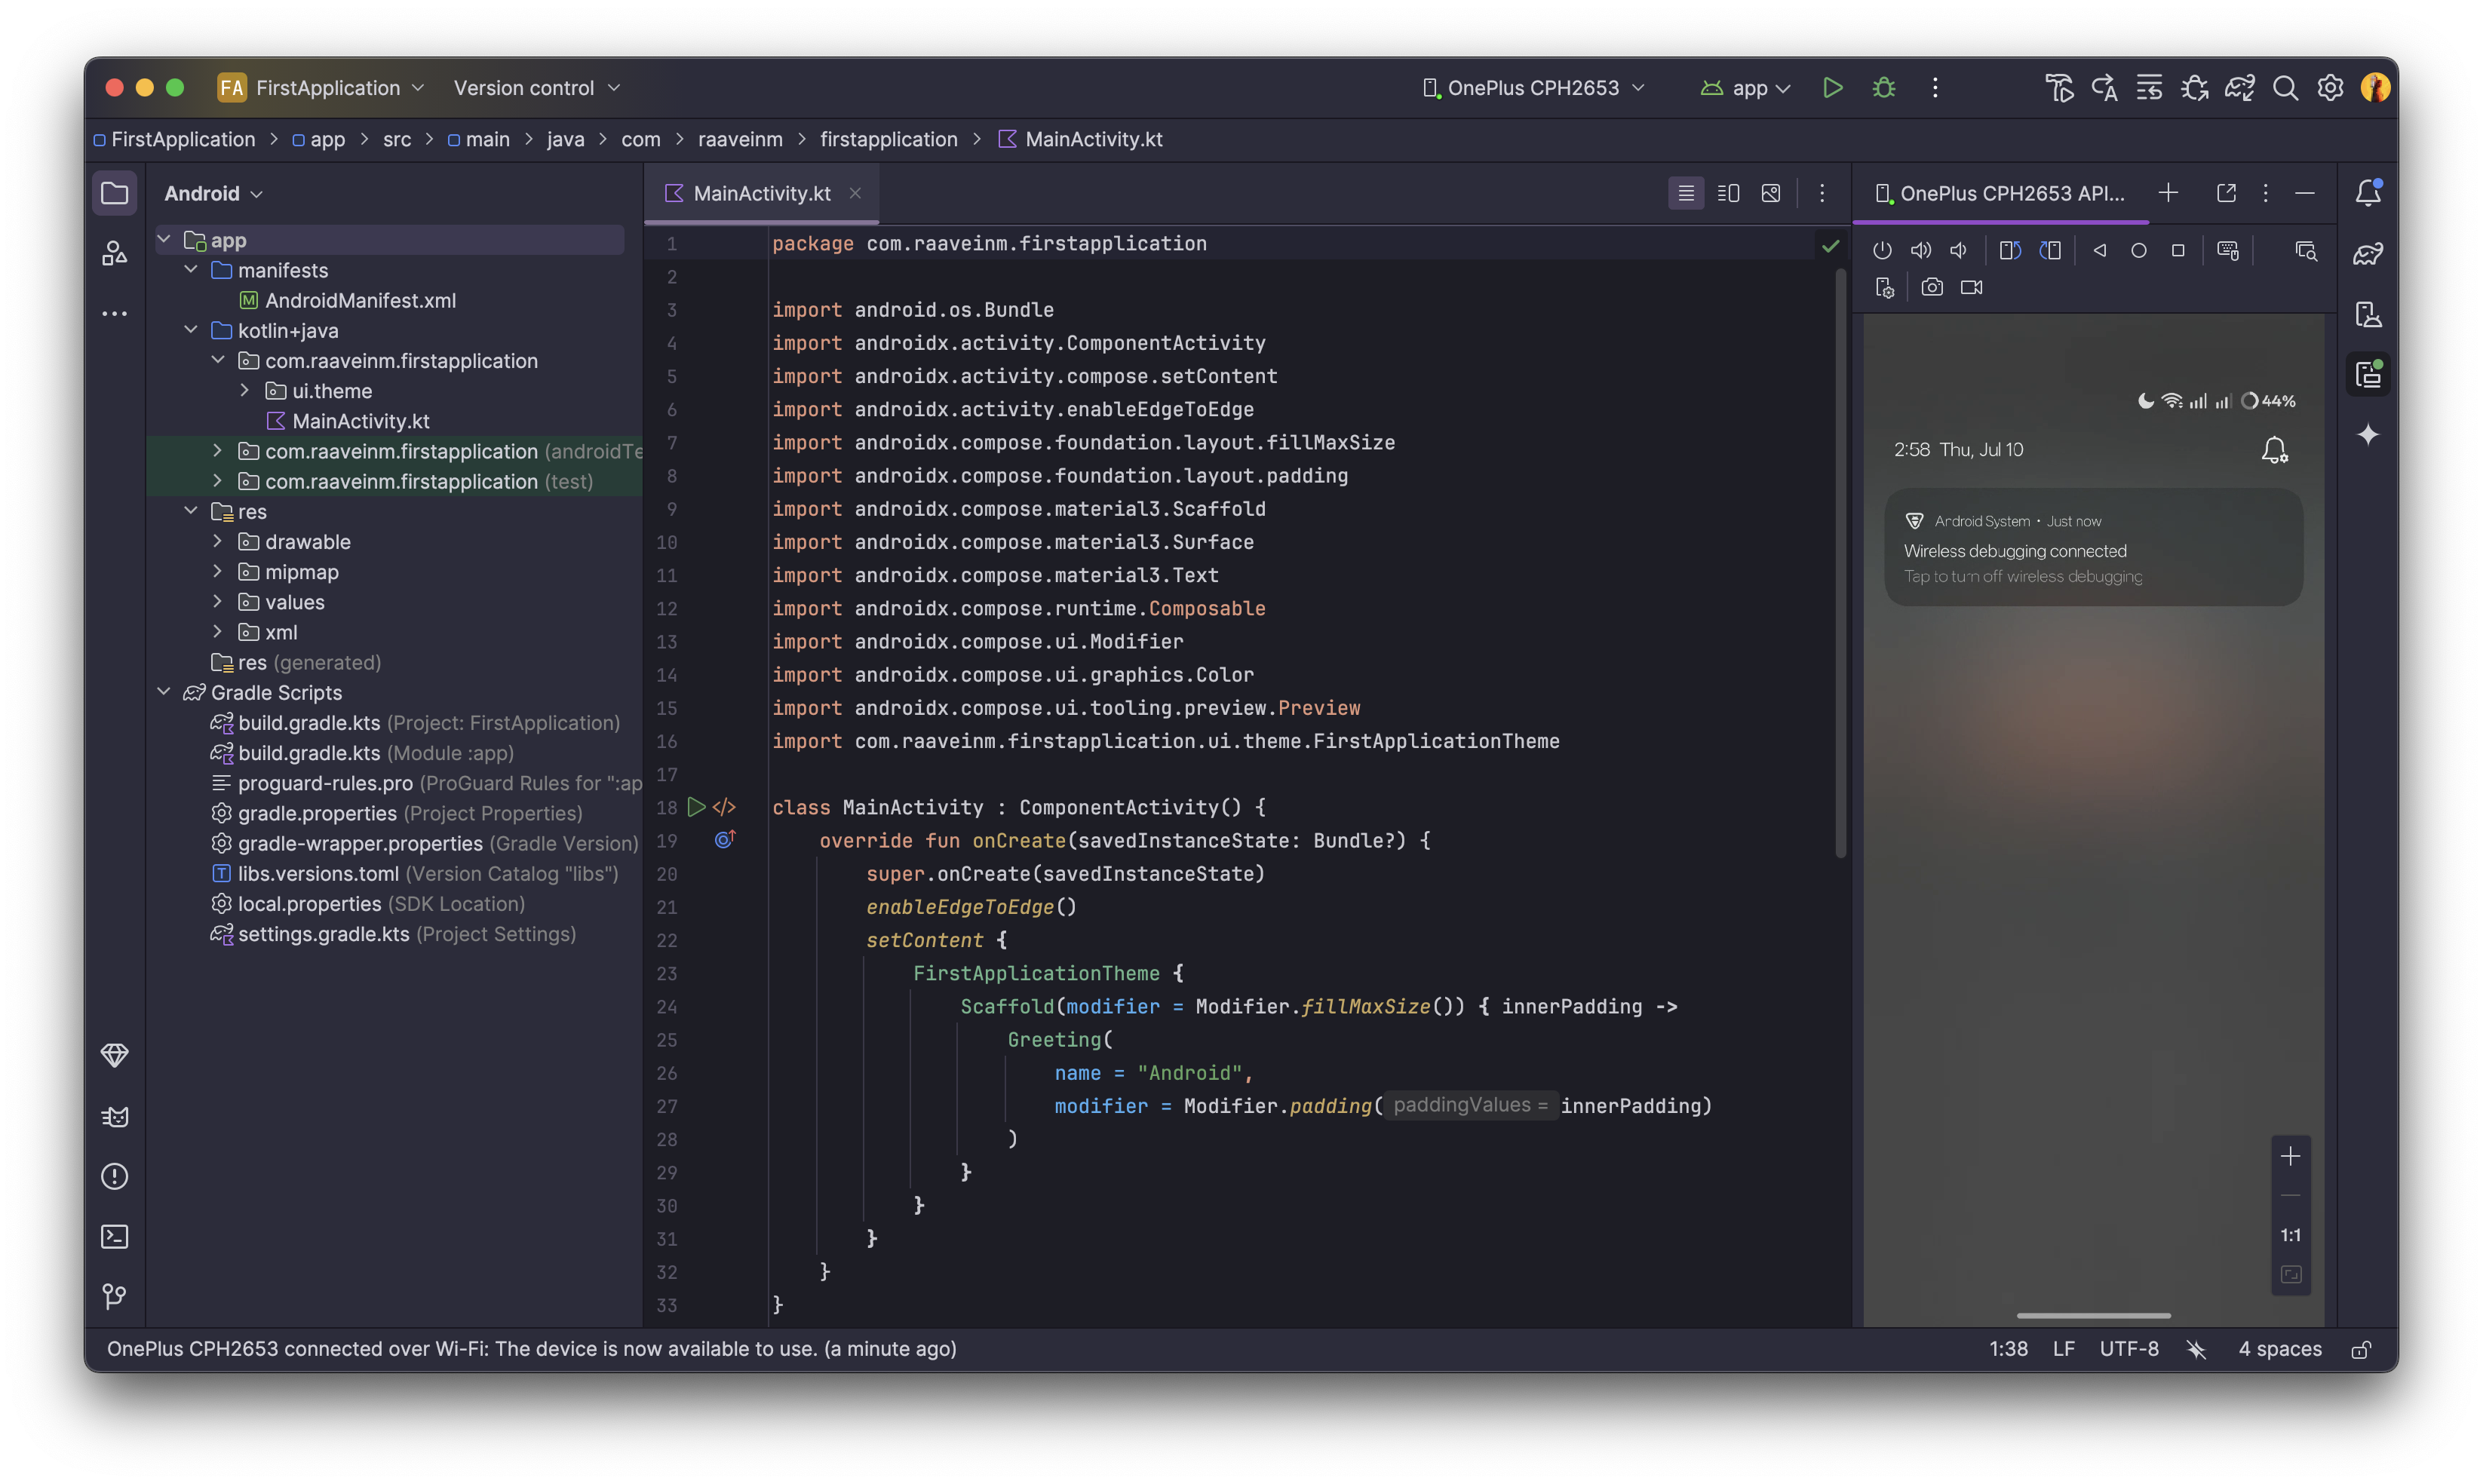 FA FirstApplication Version control OnePlus CPH2653 app
FirstApplication > app > src > main > java > com > raaveinm > firstapplication > MainActivity.kt
Android
app
manifests
M AndroidManifest.xml
kotlin+java
com.raaveinm.firstapplication
ui.theme
MainActivity.kt
com.raaveinm.firstapplication (androidTe
com.raaveinm.firstapplication (test)
res
drawable
mipmap
values
xml
res (generated)
Gradle Scripts
build.gradle.kts (Project: FirstApplication)
build.gradle.kts (Module :app)
proguard-rules.pro (ProGuard Rules for ":ap
gradle.properties (Project Properties)
gradle-wrapper.properties (Gradle Version)
T libs.versions.toml (Version Catalog "libs")
local.properties (SDK Location)
settings.gradle.kts (Project Settings)
MainActivity.kt
1 package com.raaveinm.firstapplication
2
3 import android.os.Bundle
4 import androidx.activity.ComponentActivity
5 import androidx.activity.compose.setContent
6 import androidx.activity.enableEdgeToEdge
7 import androidx.compose.foundation.layout.fillMaxSize
8 import androidx.compose.foundation.layout.padding
9 import androidx.compose.material3.Scaffold
10 import androidx.compose.material3.Surface
11 import androidx.compose.material3.Text
12 import androidx.compose.runtime.Composable
13 import androidx.compose.ui.Modifier
14 import androidx.compose.ui.graphics.Color
15 import androidx.compose.ui.tooling.preview.Preview
16 import com.raaveinm.firstapplication.ui.theme.FirstApplicationTheme
17
18 class MainActivity : ComponentActivity() {
19 override fun onCreate(savedInstanceState: Bundle?) {
20 super.onCreate(savedInstanceState)
21 enableEdgeToEdge()
22 setContent {
23 FirstApplicationTheme {
24 Scaffold(modifier = Modifier.fillMaxSize()) { innerPadding ->
25 Greeting(
26 name = "Android",
27 modifier = Modifier.padding( paddingValues = innerPadding)
28 )
29 }
30 }
31 }
32 }
33 }
OnePlus CPH2653 API...
44%
2:58 Thu, Jul 10
Android System • Just now
Wireless debugging connected
Tap to turn off wireless debugging
1:1
OnePlus CPH2653 connected over Wi-Fi: The device is now available to use. (a minute ago)
1:38 LF UTF-8 4 spaces